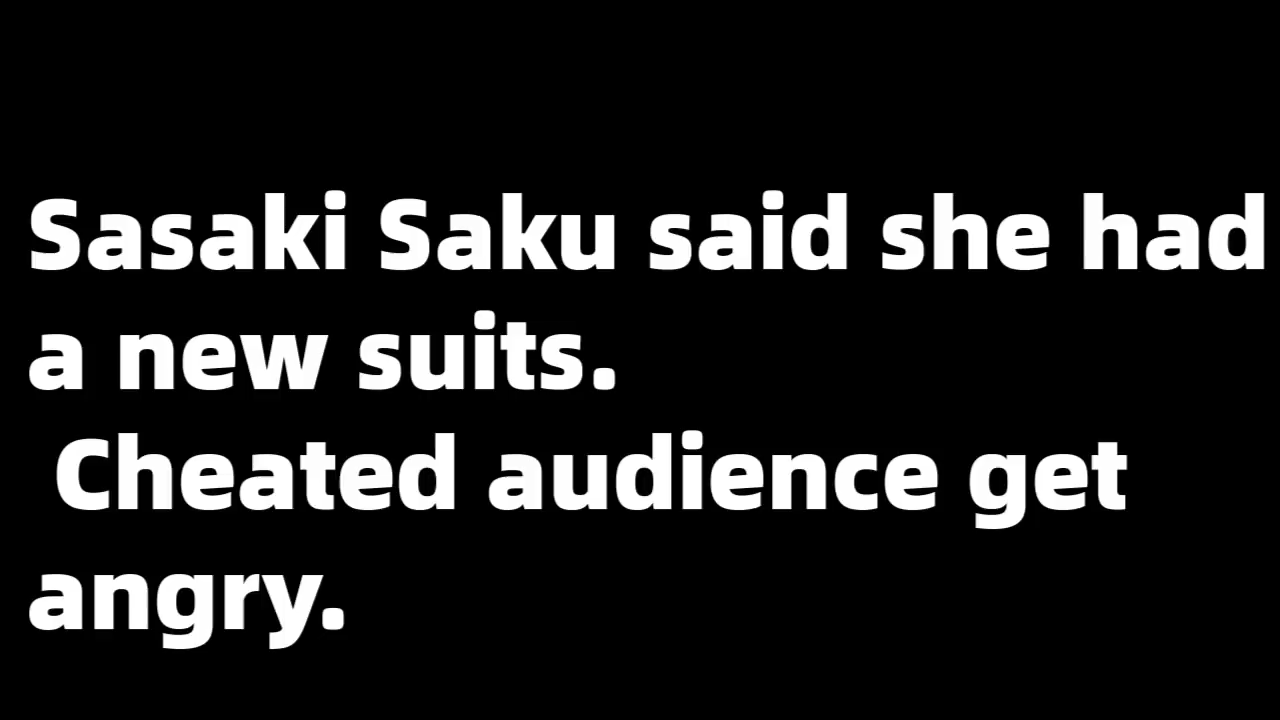 Sasaki Saku said she had
a new suits.
Cheated audience get
angry.